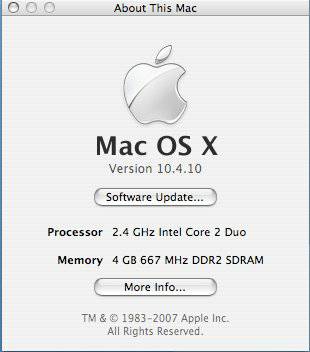 About This Mac
Mac OS X
Version 10.4.10
Software Update...
Processor 2.4 GHz Intel Core 2 Duo
Memory 4 GB 667 MHz DDR2 SDRAM
More Info...
TM & © 1983-2007 Apple Inc.
All Rights Reserved.